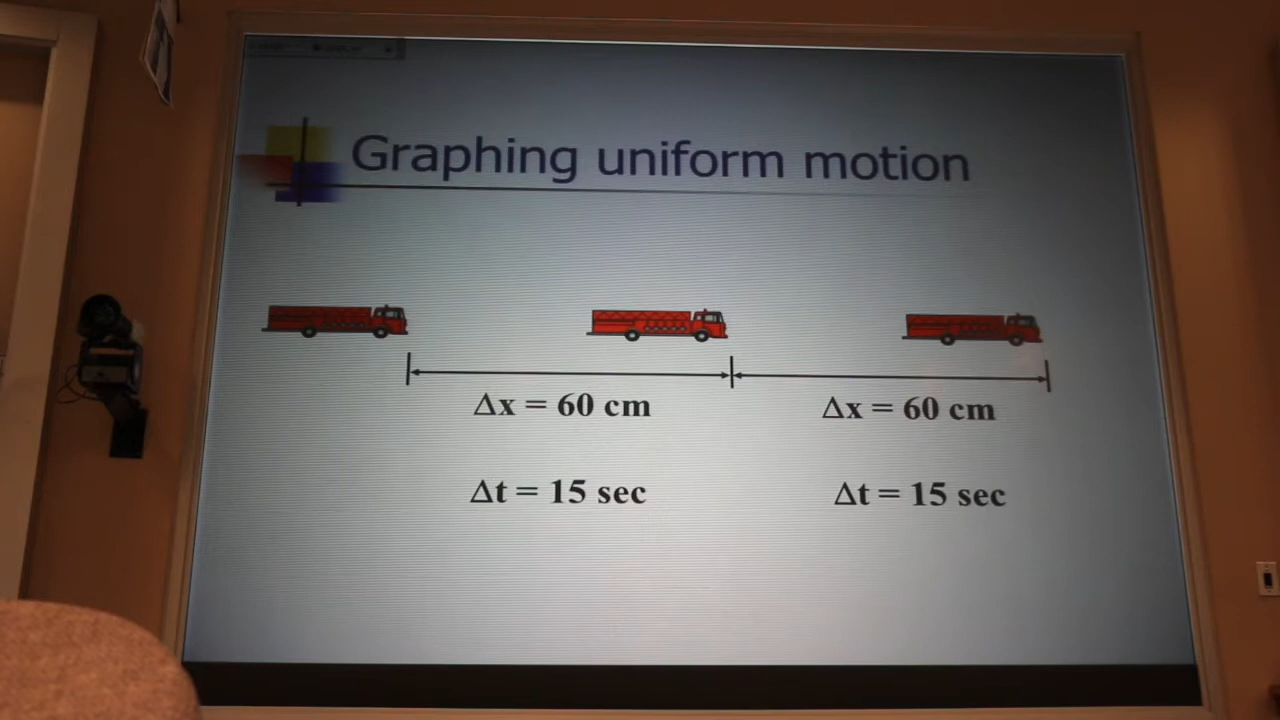 Graphing uniform motion
Δx = 60 cm
Δx = 60 cm
Δt = 15 sec
Δt = 15 sec